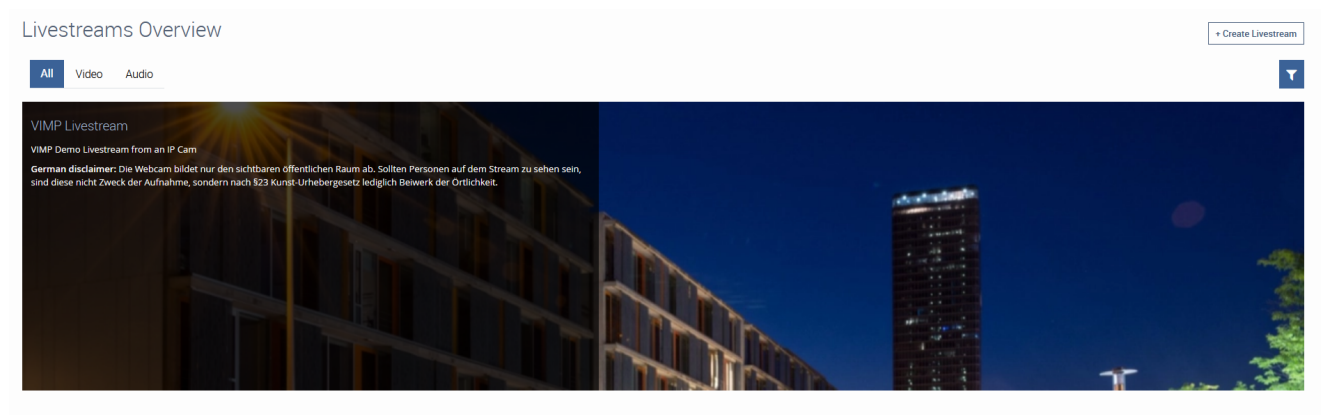 Livestreams Overview
+ Create Livestream
All Video Audio
VIMP Livestream
VIMP Demo Livestream from an IP Cam
German disclaimer: Die Webcam bildet nur den sichtbaren öffentlichen Raum ab. Sollten Personen auf dem Stream zu sehen sein,
sind diese nicht Zweck der Aufnahme, sondern nach §23 Kunst-Urhebergesetz lediglich Beiwerk der Örtlichkeit.